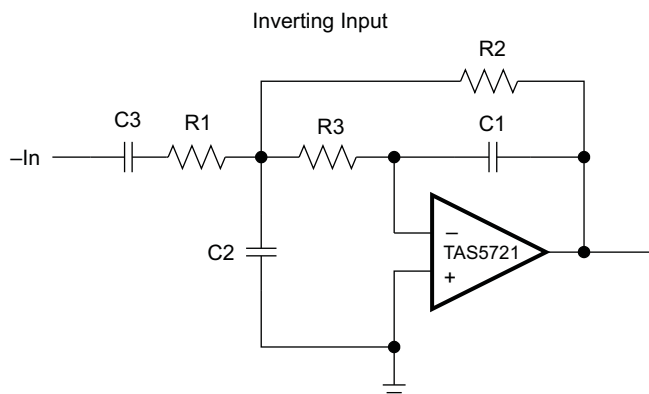 Inverting Input
R2
C3
R1
R3
C1
–In
C2
–
TAS5721
+